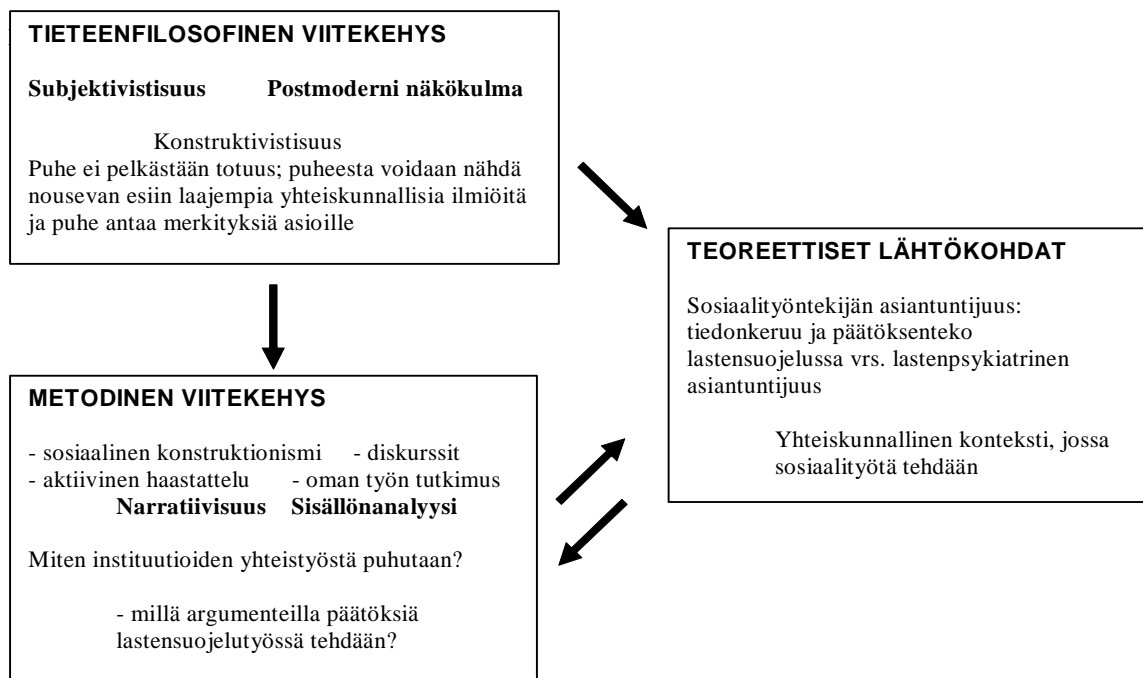 TIETEENFILOSOFINEN VIITEKEHYS
Subjektivistisuus Postmoderni näkökulma
Konstruktivistisuus
Puhe ei pelkästään totuus; puheesta voidaan nähdä
nousevan esiin laajempia yhteiskunnallisia ilmiöitä
ja puhe antaa merkityksiä asioille
TEOREETTISET LÄHTÖKOHDAT
Sosiaalityöntekijän asiantuntijuus:
tiedonkeruu ja päätöksenteko
lastensuojelussa vrs. lastenpsykiatrinen
asiantuntijuus
Yhteiskunnallinen konteksti, jossa
sosiaalityötä tehdään
METODINEN VIITEKEHYS
- sosiaalinen konstruktionismi - diskurssit
- aktiivinen haastattelu - oman työn tutkimus
Narratiivisuus Sisällönanalyysi
Miten instituutioiden yhteistyöstä puhutaan?
- millä argumenteilla päätöksiä
lastensuojelutyössä tehdään?